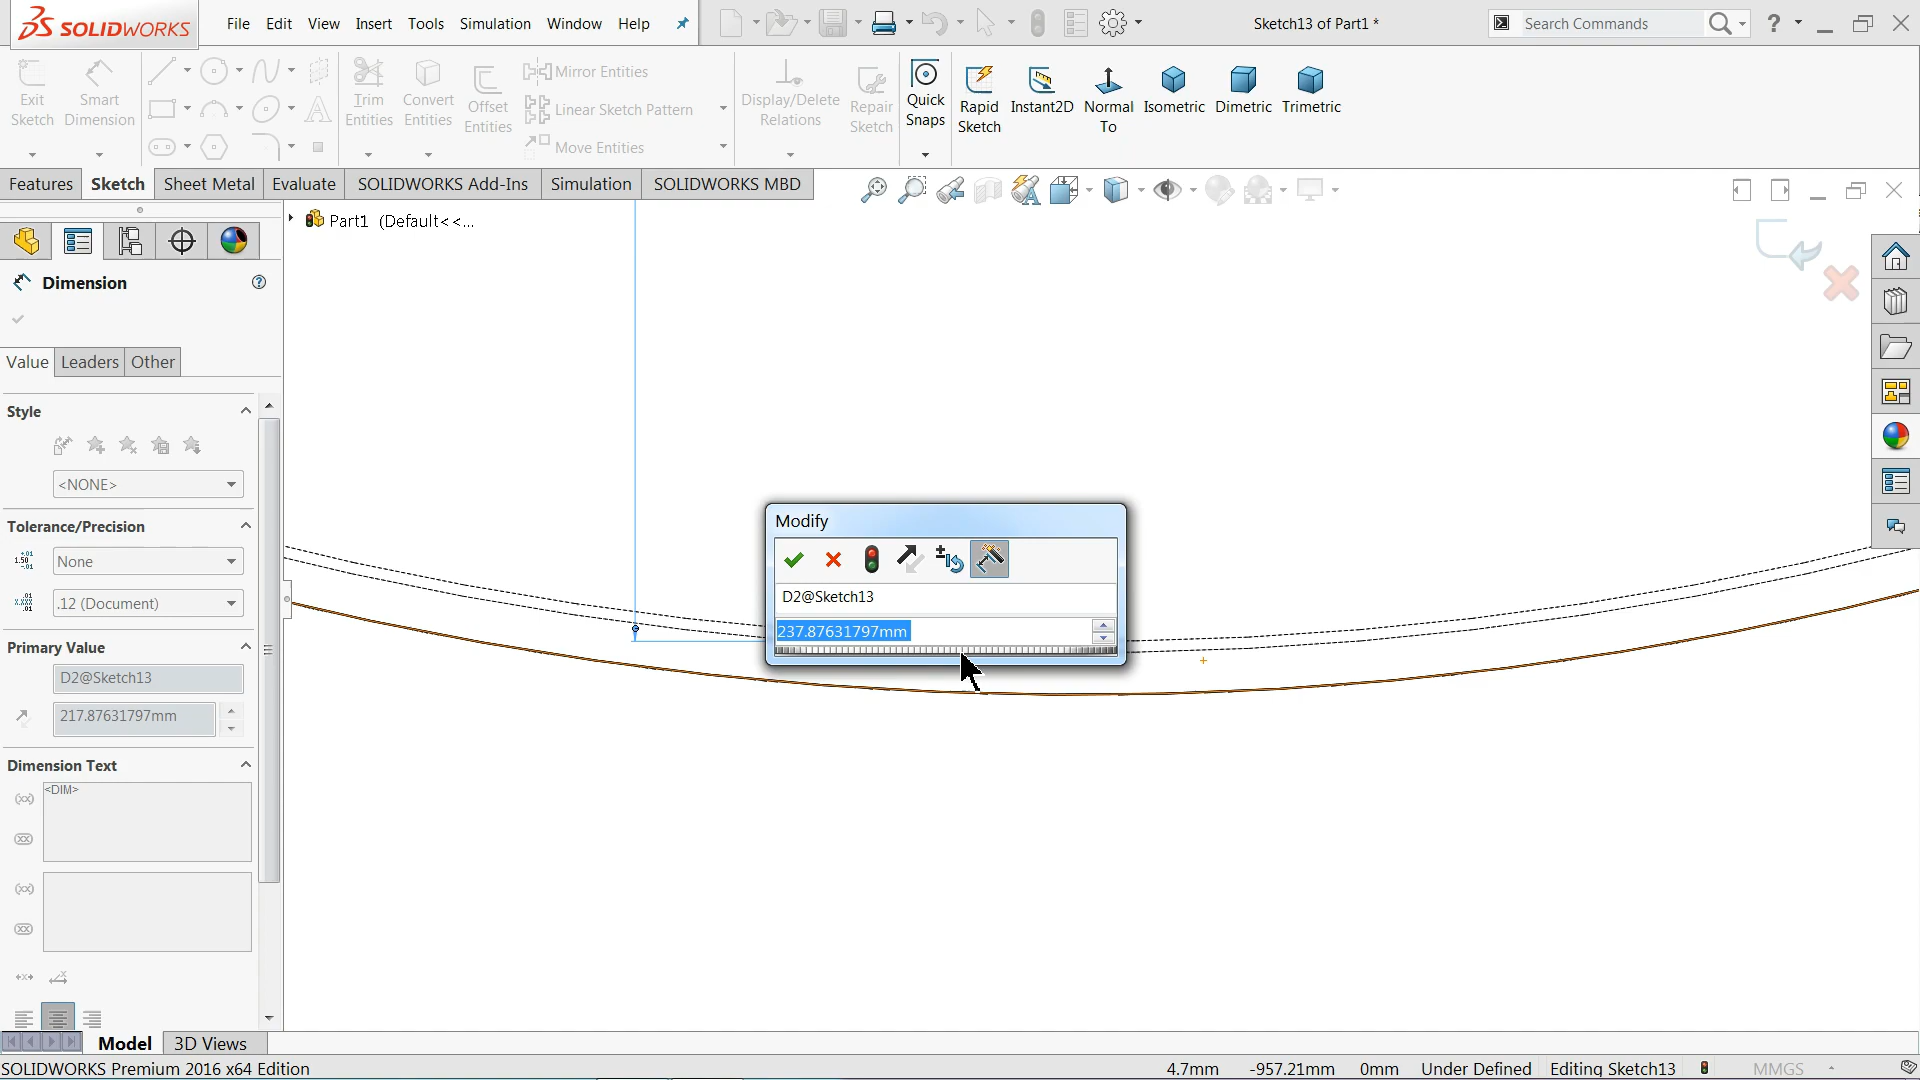 SOLIDWORKS
File Edit View Insert Tools Simulation Window Help
Sketch13 of Part1 *
Search Commands
?
Exit Sketch
Smart Dimension
Trim Entities
Convert Entities
Offset Entities
Mirror Entities
Linear Sketch Pattern
Move Entities
Display/Delete Relations
Repair Sketch
Quick Snaps
Rapid Sketch
Instant2D
Normal To
Isometric
Dimetric
Trimetric
Features Sketch Sheet Metal Evaluate SOLIDWORKS Add-Ins Simulation SOLIDWORKS MBD
Part1 (Default<<...
Dimension
Value Leaders Other
Style
<NONE>
Tolerance/Precision
None
.12 (Document)
Primary Value
D2@Sketch13
217.87631797mm
Dimension Text
<DIM>
Modify
D2@Sketch13
237.87631797mm
Model 3D Views
SOLIDWORKS Premium 2016 x64 Edition
4.7mm -957.21mm 0mm Under Defined Editing Sketch13 MMGS